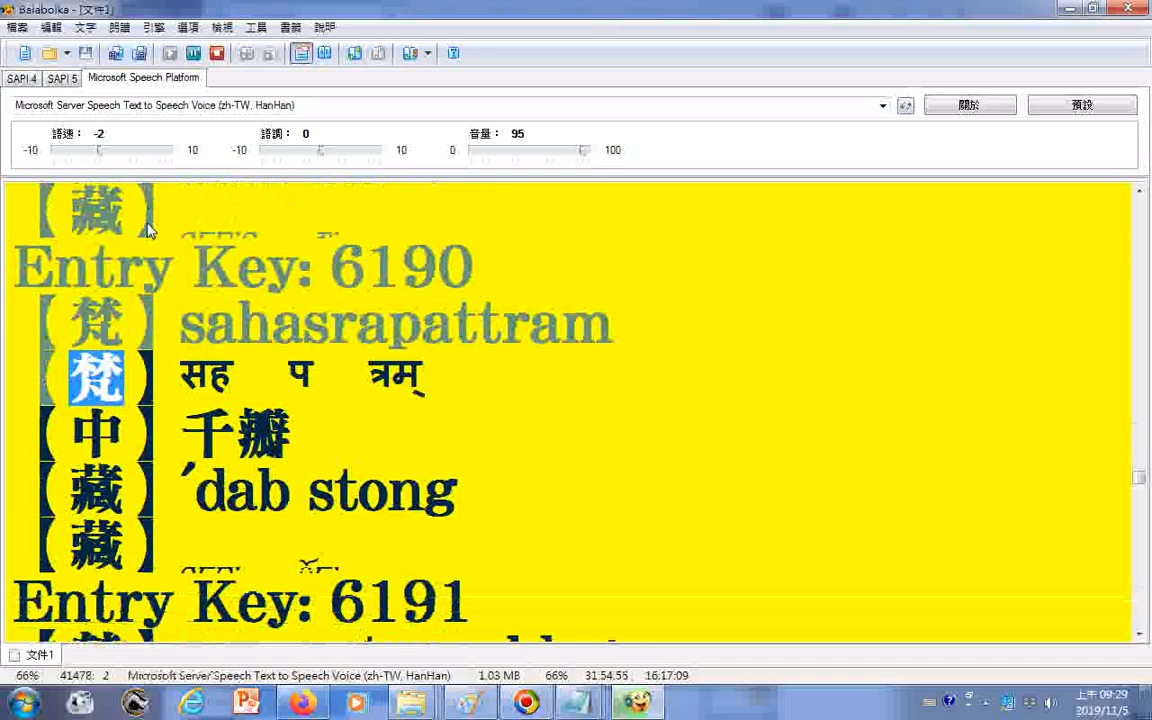 Balabolka - [文件1]
檔案 編輯 文字 朗讀 引擎 選項 檢視 工具 書籤 說明
SAPI 4 SAPI 5 Microsoft Speech Platform
Microsoft Server Speech Text to Speech Voice (zh-TW, HanHan) 關於 預設
語速： -2 語調： 0 音量： 95
-10 10 -10 10 0 100
【藏】
Entry Key: 6190
【梵】 sahasrapattram
【梵】 सह प त्रम्
【中】 千瓣
【藏】 ′dab stong
【藏】
Entry Key: 6191
文件1
66% 41478: 2 Microsoft Server Speech Text to Speech Voice (zh-TW, HanHan) 1.03 MB 66% 31:54:55 16:17:09
上午 09:29
2019/11/5